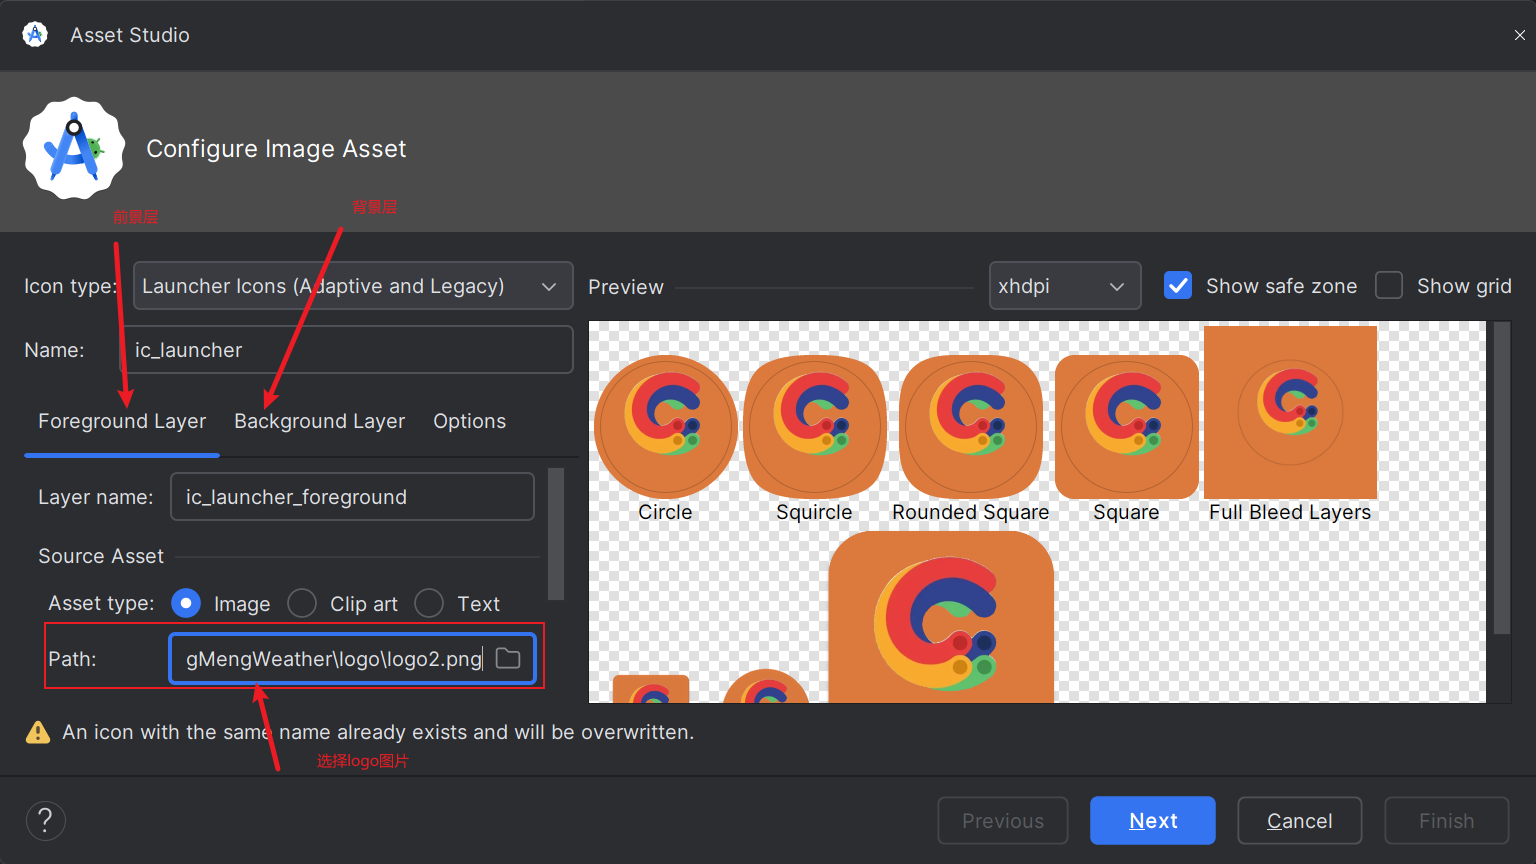 Asset Studio
Configure Image Asset
前景层
背景层
Icon type:
Launcher Icons (Adaptive and Legacy)
Preview
xhdpi
Show safe zone
Show grid
Name:
ic_launcher
Foreground Layer
Background Layer
Options
Layer name:
ic_launcher_foreground
Circle
Squircle
Rounded Square
Square
Full Bleed Layers
Source Asset
Asset type:
Image
Clip art
Text
Path:
gMengWeather\logo\logo2.png
An icon with the same name already exists and will be overwritten.
选择logo图片
?
Previous
Next
Cancel
Finish